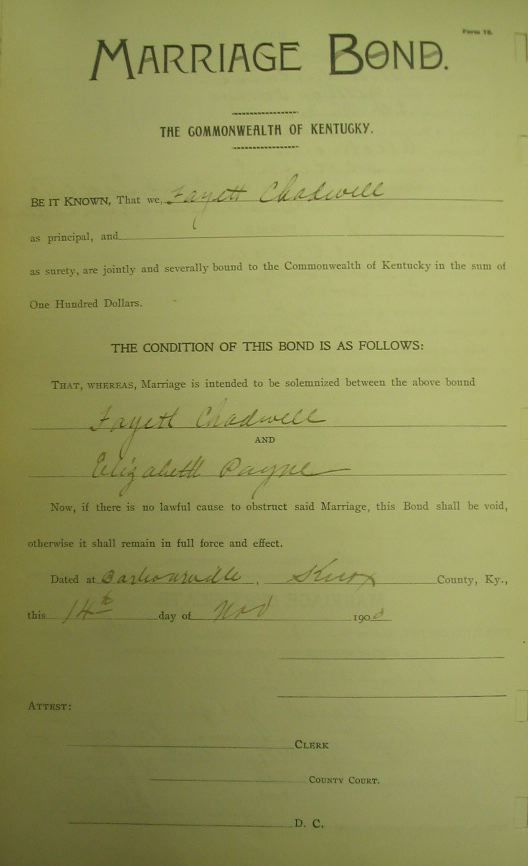 Form 18.
MARRIAGE BOND.
THE COMMONWEALTH OF KENTUCKY.
BE IT KNOWN, That we, Fayett Chadwell
as principal, and
as surety, are jointly and severally bound to the Commonwealth of Kentucky in the sum of
One Hundred Dollars.
THE CONDITION OF THIS BOND IS AS FOLLOWS:
THAT, WHEREAS, Marriage is intended to be solemnized between the above bound
Fayett Chadwell
AND
Elizabeth Payne
Now, if there is no lawful cause to obstruct said Marriage, this Bond shall be void,
otherwise it shall remain in full force and effect.
Dated at Barbourville, Knox County, Ky.,
this 14th day of Nov 190
ATTEST:
CLERK
COUNTY COURT.
D. C.